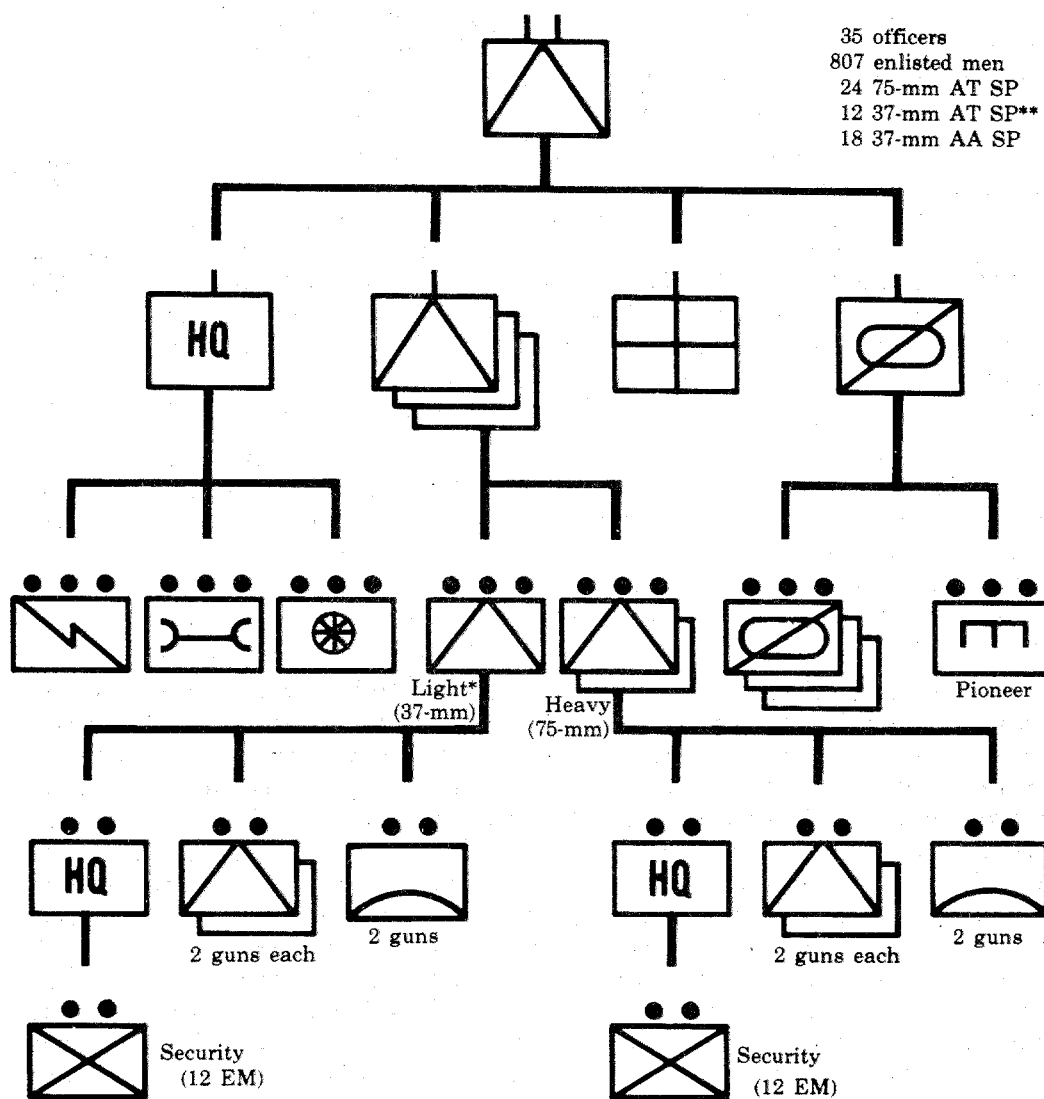 35 officers
807 enlisted men
24 75-mm AT SP
12 37-mm AT SP**
18 37-mm AA SP
HQ
Light*
(37-mm)
Heavy
(75-mm)
Pioneer
HQ
2 guns each
2 guns
HQ
2 guns each
2 guns
Security
(12 EM)
Security
(12 EM)